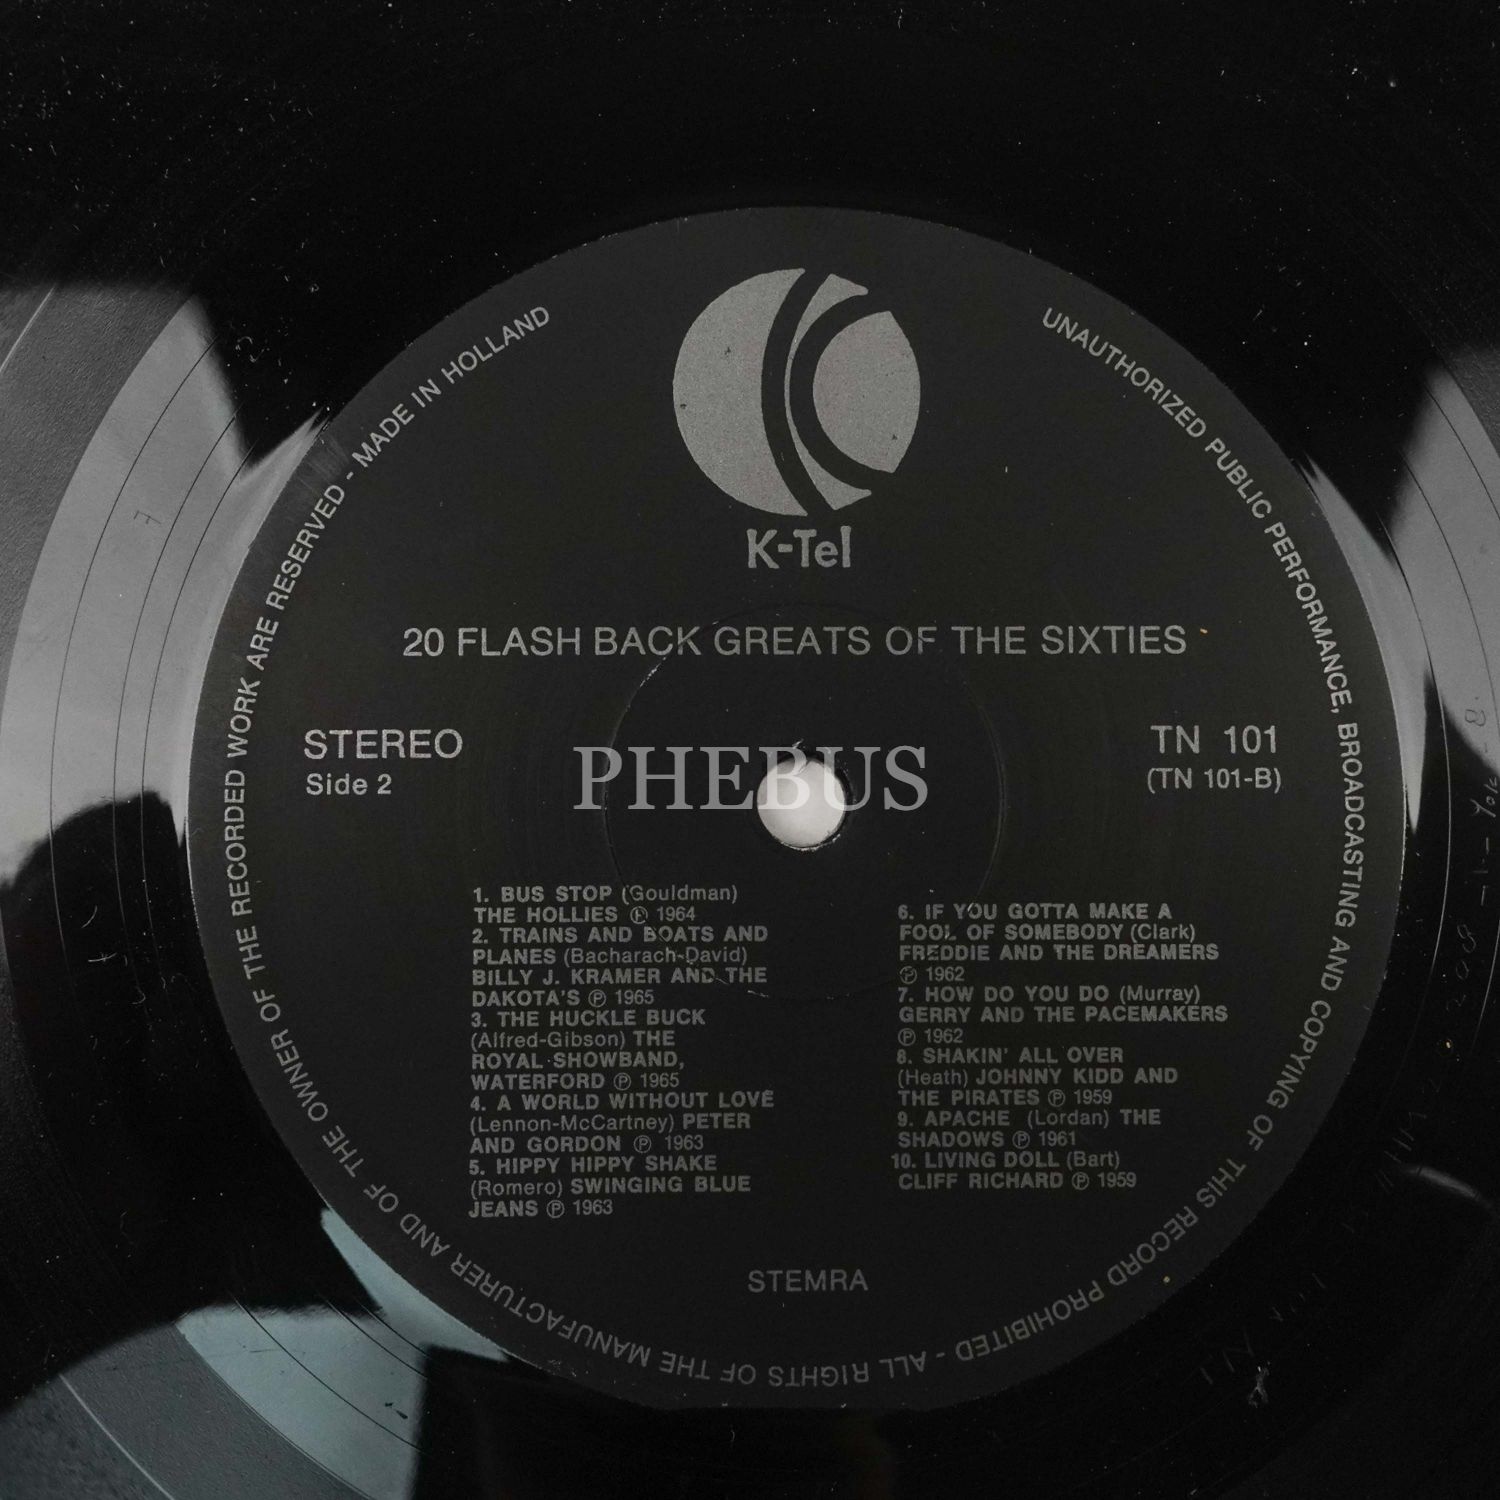 K-Tel
20 FLASH BACK GREATS OF THE SIXTIES
STEREO
Side 2
TN 101
(TN 101-B)
PHEBUS
1. BUS STOP (Gouldman)
THE HOLLIES Ⓟ 1964
2. TRAINS AND BOATS AND
PLANES (Bacharach-David)
BILLY J. KRAMER AND THE
DAKOTA'S Ⓟ 1965
3. THE HUCKLE BUCK
(Alfred-Gibson) THE
ROYAL SHOWBAND,
WATERFORD Ⓟ 1965
4. A WORLD WITHOUT LOVE
(Lennon-McCartney) PETER
AND GORDON Ⓟ 1963
5. HIPPY HIPPY SHAKE
(Romero) SWINGING BLUE
JEANS Ⓟ 1963
6. IF YOU GOTTA MAKE A
FOOL OF SOMEBODY (Clark)
FREDDIE AND THE DREAMERS
Ⓟ 1962
7. HOW DO YOU DO (Murray)
GERRY AND THE PACEMAKERS
Ⓟ 1962
8. SHAKIN' ALL OVER
(Heath) JOHNNY KIDD AND
THE PIRATES Ⓟ 1959
9. APACHE (Lordan) THE
SHADOWS Ⓟ 1961
10. LIVING DOLL (Bart)
CLIFF RICHARD Ⓟ 1959
STEMRA
UNAUTHORIZED PUBLIC PERFORMANCE, BROADCASTING AND COPYING OF THIS RECORD PROHIBITED - ALL RIGHTS OF THE MANUFACTURER AND OF THE OWNER OF THE RECORDED WORK ARE RESERVED - MADE IN HOLLAND